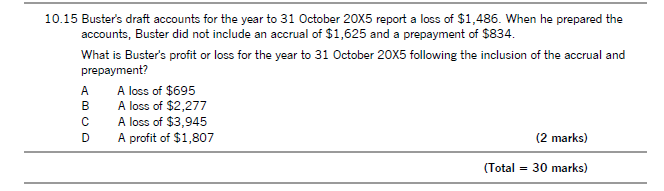 10.15 Buster's draft accounts for the year to 31 October 20X5 report a loss of $1,486. When he prepared the
accounts, Buster did not include an accrual of $1,625 and a prepayment of $834.
What is Buster's profit or loss for the year to 31 October 20X5 following the inclusion of the accrual and
prepayment?
A A loss of $695
B A loss of $2,277
C A loss of $3,945
D A profit of $1,807 (2 marks)
(Total = 30 marks)